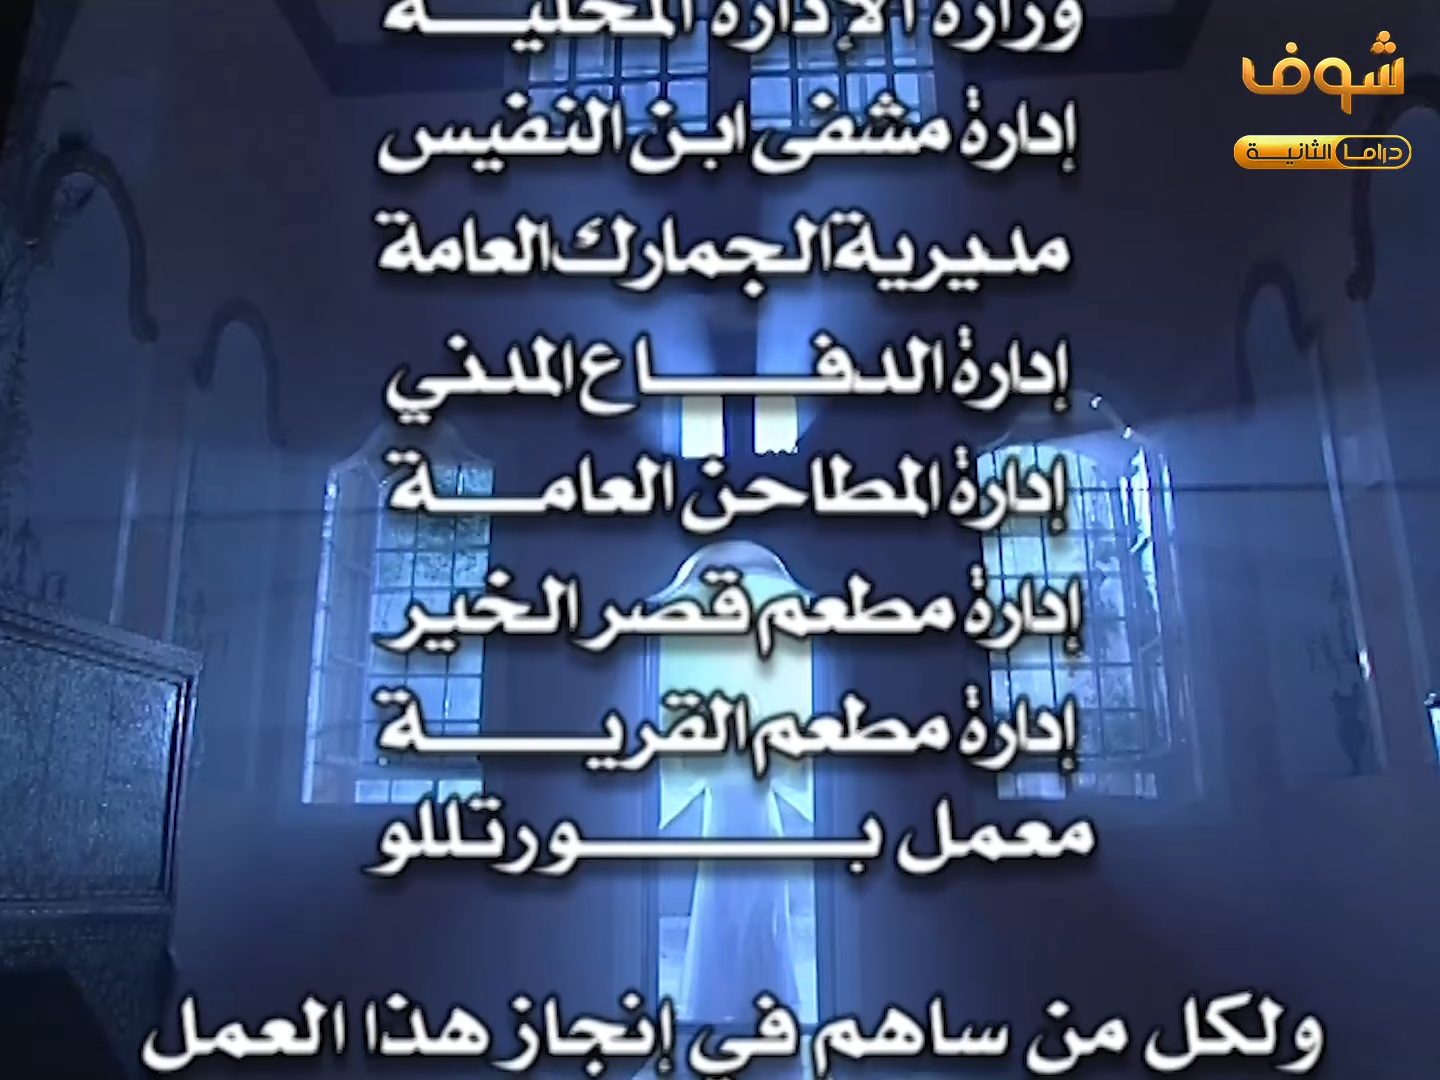 وزارة الإدارة المحلية
شوف
دراما الثانية
إدارة مشفى ابن النفيس
مديرية الجمارك العامة
إدارة الدفاع المدني
إدارة المطاحن العامة
إدارة مطعم قصر الخير
إدارة مطعم القرية
معمل بورتللو
ولكل من ساهم في إنجاز هذا العمل